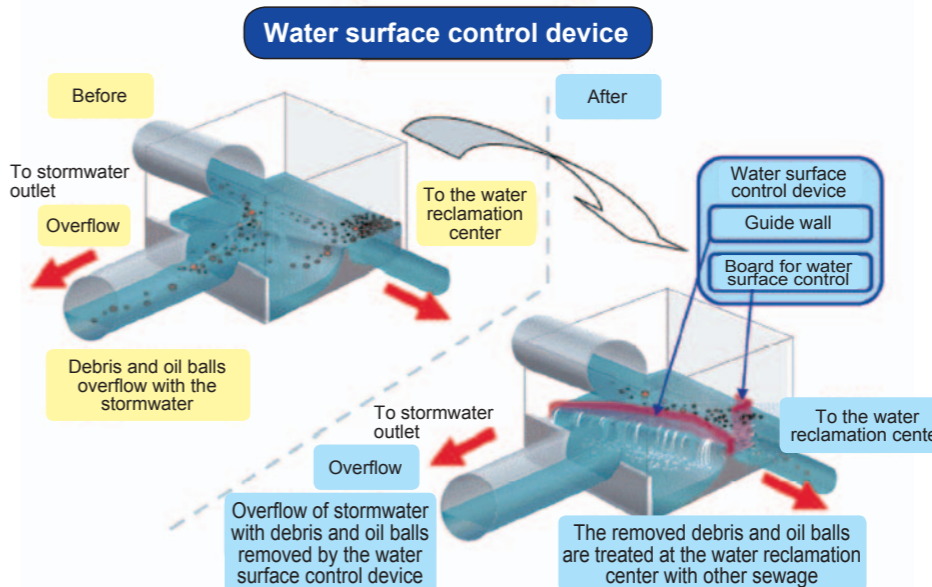 Water surface control device
Before
After
To stormwater
outlet
Overflow
To the water
reclamation
center
Debris and oil balls
overflow with the
stormwater
Water surface
control device
Guide wall
Board for water
surface control
To stormwater
outlet
Overflow
To the water
reclamation cente
Overflow of stormwater
with debris and oil balls
removed by the water
surface control device
The removed debris and oil balls
are treated at the water reclamation
center with other sewage